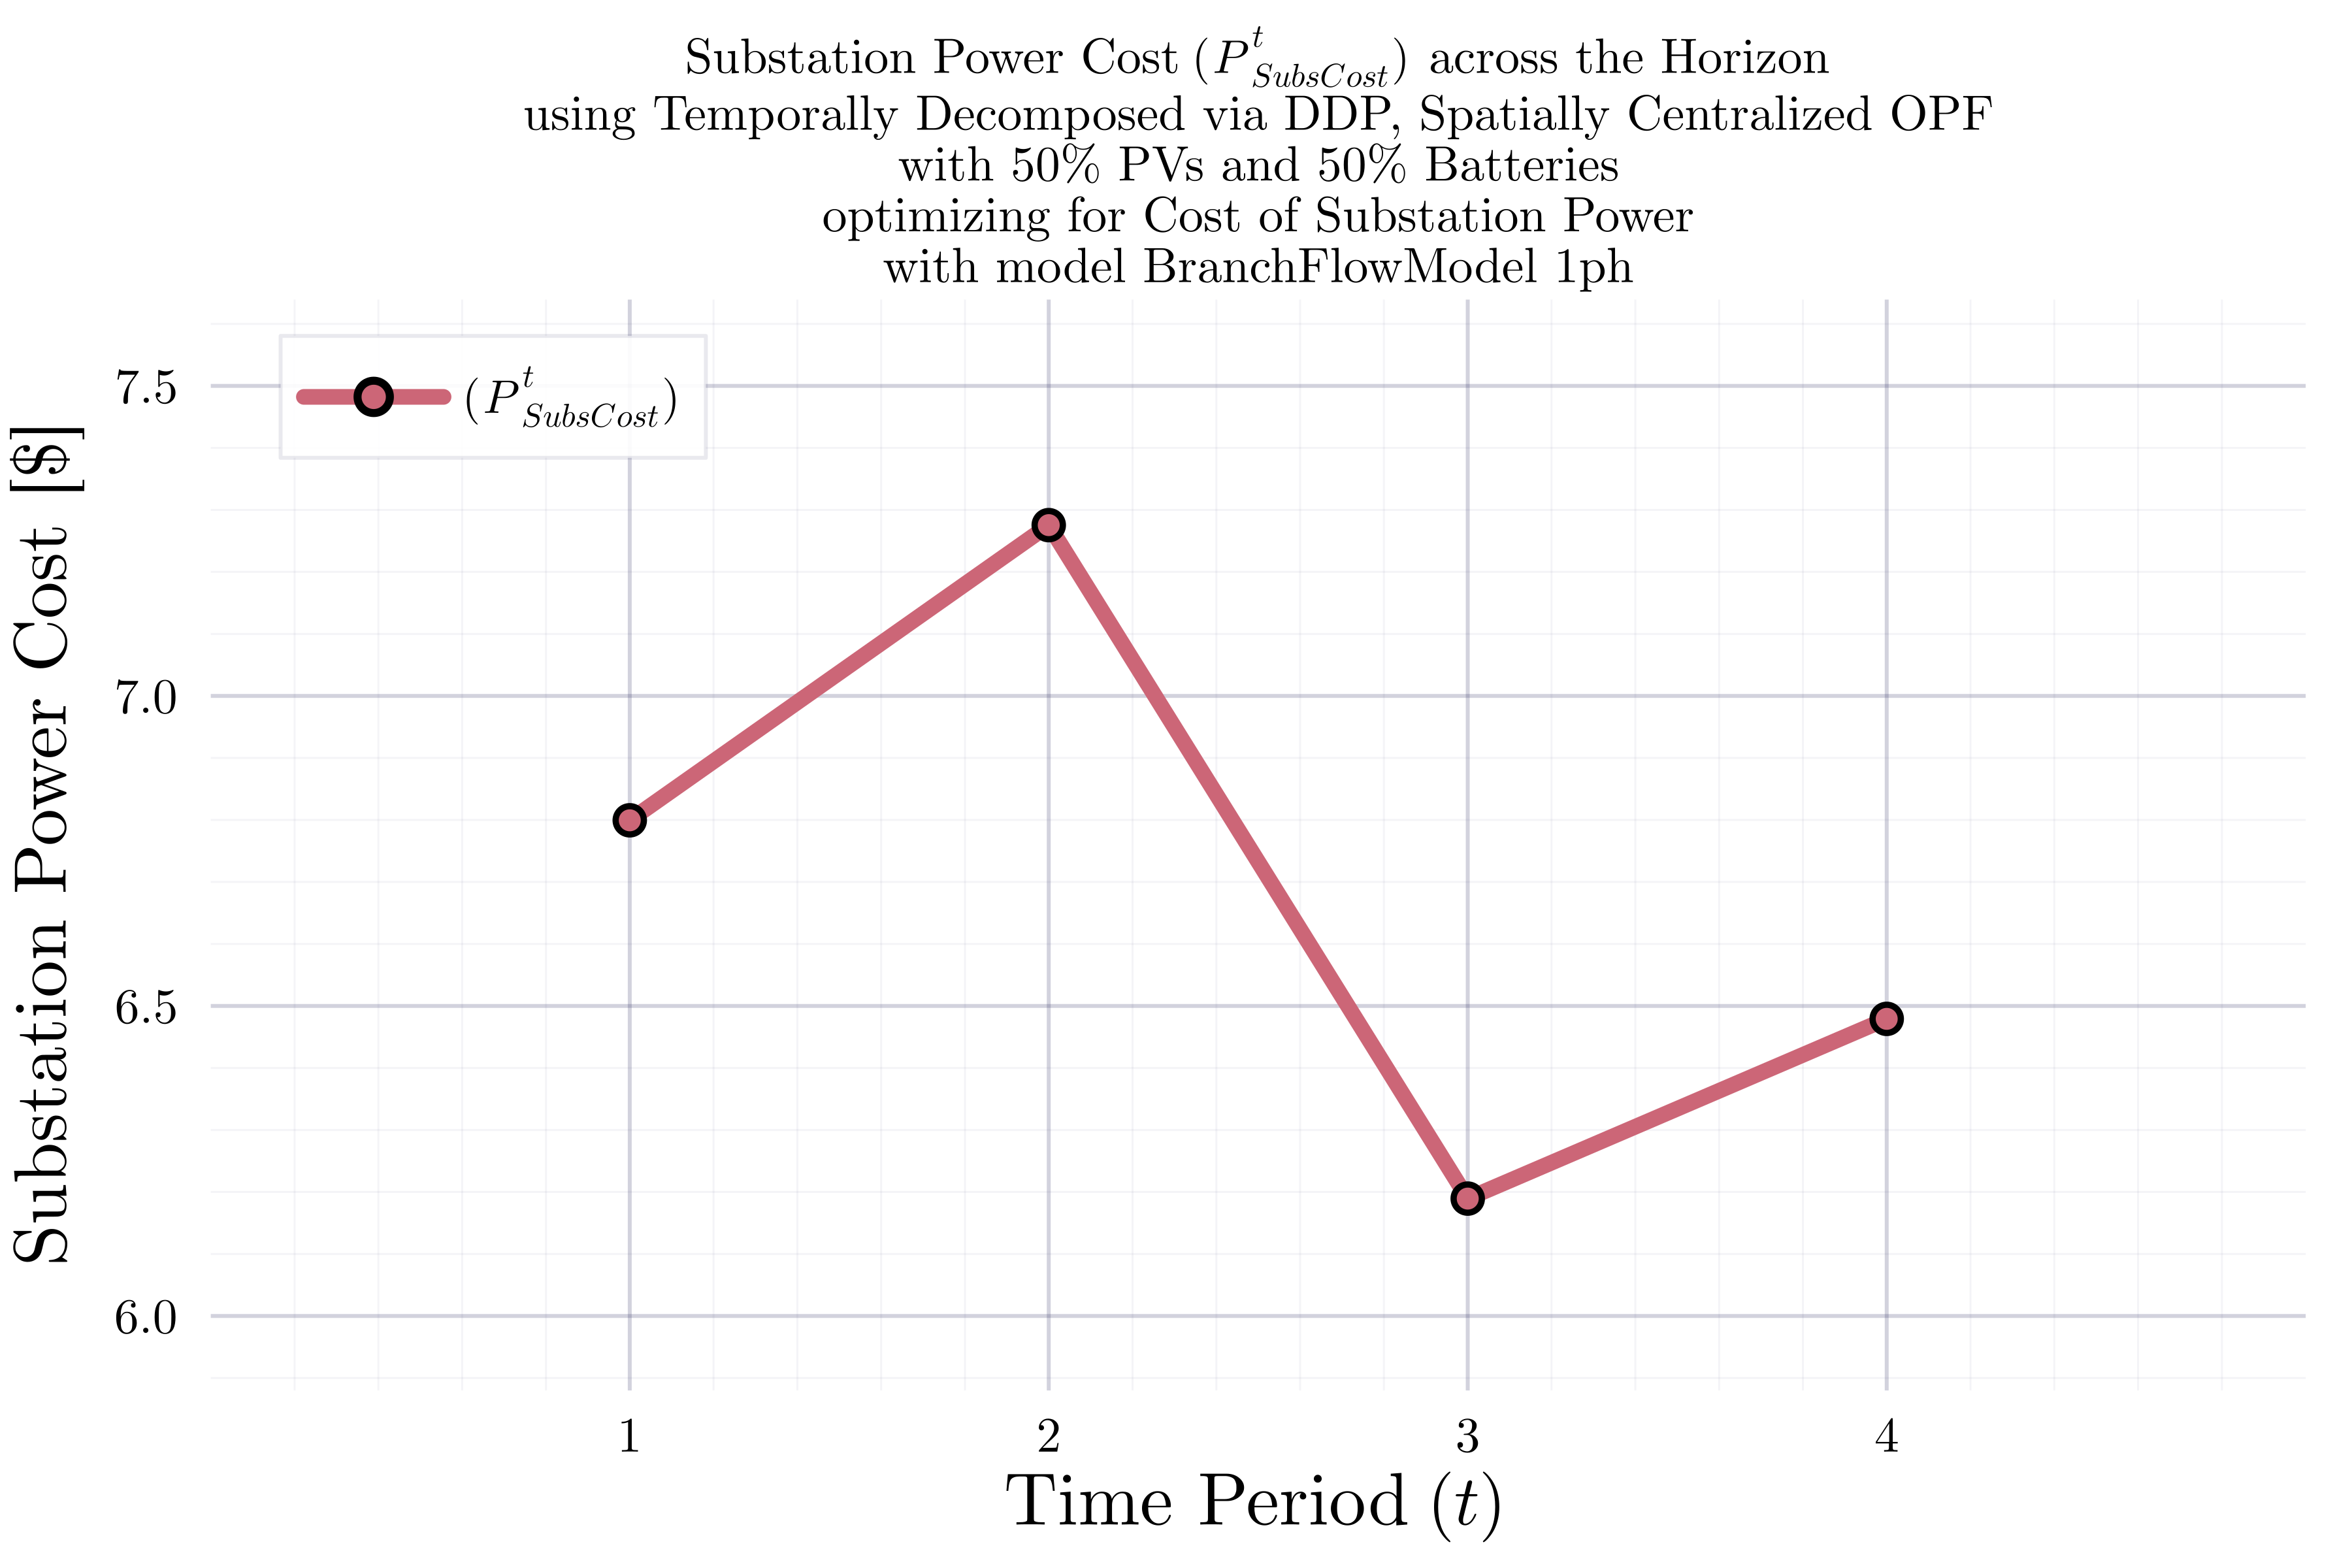 Substation Power Cost (P^t_SubsCost) across the Horizon
using Temporally Decomposed via DDP, Spatially Centralized OPF
with 50% PVs and 50% Batteries
optimizing for Cost of Substation Power
with model BranchFlowModel 1ph
(P^t_SubsCost)
Substation Power Cost [$]
7.5
7.0
6.5
6.0
1 2 3 4
Time Period (t)